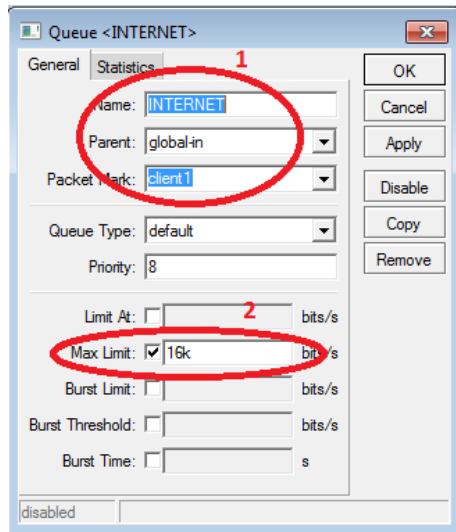 Queue <INTERNET>
General Statistics 1
Name: INTERNET
Parent: global-in
Packet Mark: client1
Queue Type: default
Priority: 8
Limit At: 2 bits/s
Max Limit: 16k bits/s
Burst Limit: bits/s
Burst Threshold: bits/s
Burst Time: s
OK
Cancel
Apply
Disable
Copy
Remove
disabled